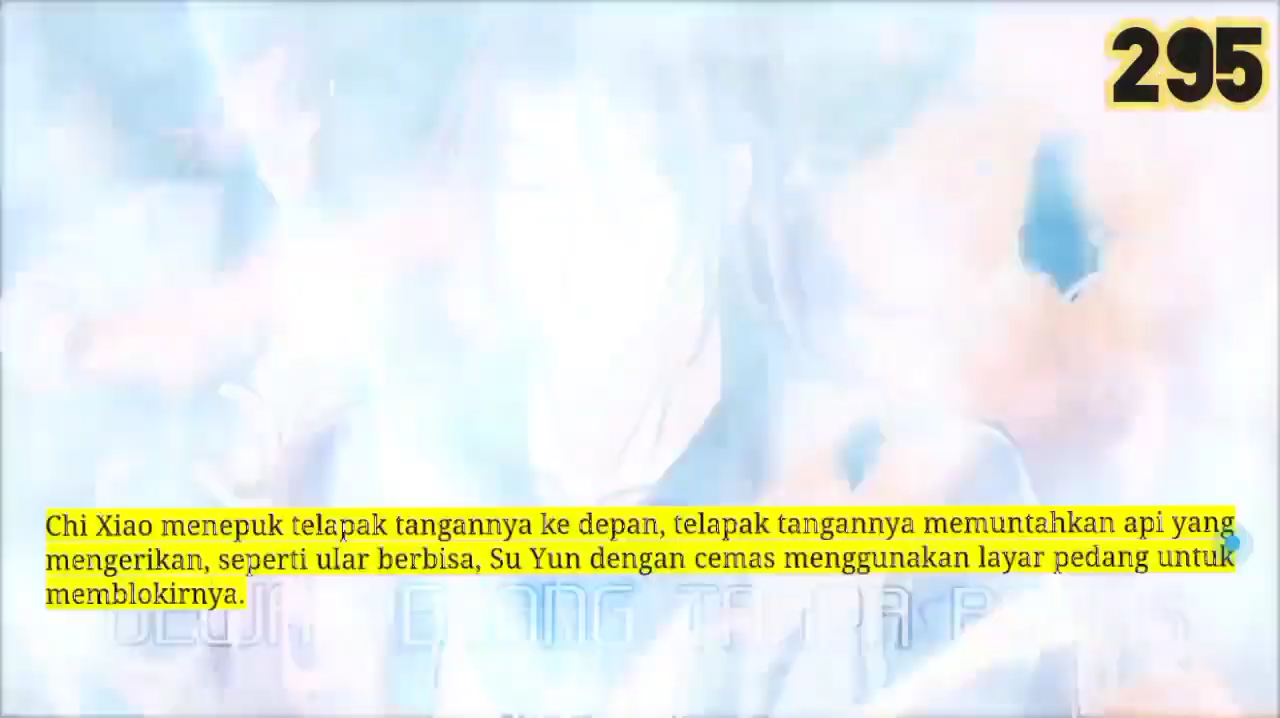 295
Chi Xiao menepuk telapak tangannya ke depan, telapak tangannya memuntahkan api yang
mengerikan, seperti ular berbisa, Su Yun dengan cemas menggunakan layar pedang untuk
memblokirnya.